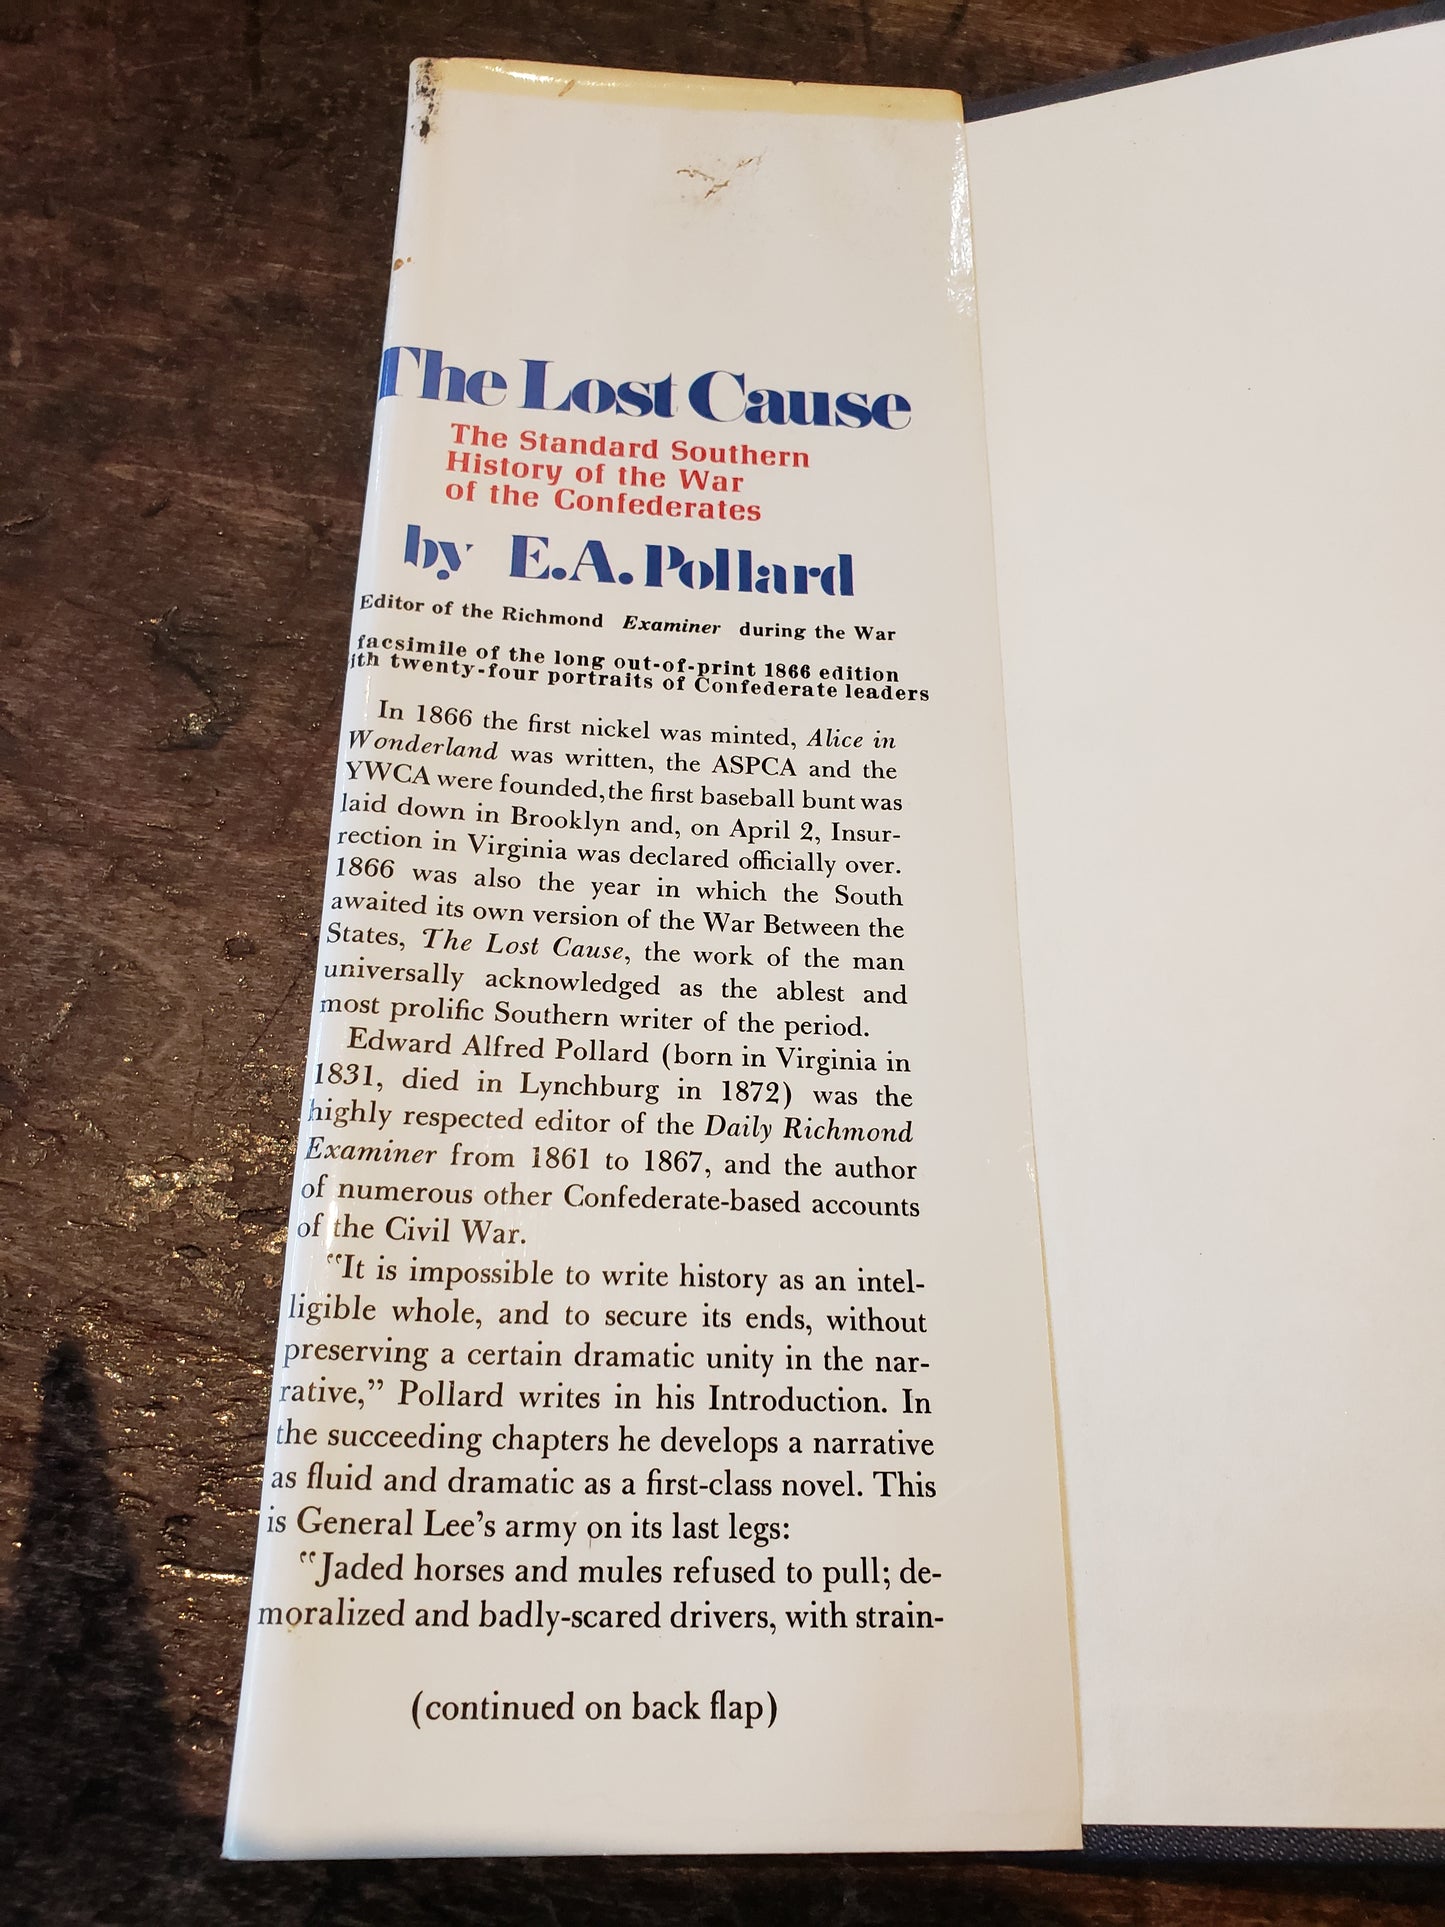 The Lost Cause
The Standard Southern
History of the War
of the Confederates
by E.A. Pollard
Editor of the Richmond Examiner during the War
facsimile of the long out-of-print 1866 edition
ith twenty-four portraits of Confederate leaders
In 1866 the first nickel was minted, Alice in
Wonderland was written, the ASPCA and the
YWCA were founded, the first baseball bunt was
laid down in Brooklyn and, on April 2, Insur-
rection in Virginia was declared officially over.
1866 was also the year in which the South
awaited its own version of the War Between the
States, The Lost Cause, the work of the man
universally acknowledged as the ablest and
most prolific Southern writer of the period.
Edward Alfred Pollard (born in Virginia in
1831, died in Lynchburg in 1872) was the
highly respected editor of the Daily Richmond
Examiner from 1861 to 1867, and the author
of numerous other Confederate-based accounts
of the Civil War.
“It is impossible to write history as an intel-
ligible whole, and to secure its ends, without
preserving a certain dramatic unity in the nar-
rative,” Pollard writes in his Introduction. In
the succeeding chapters he develops a narrative
as fluid and dramatic as a first-class novel. This
is General Lee’s army on its last legs:
“Jaded horses and mules refused to pull; de-
moralized and badly-scared drivers, with strain-
(continued on back flap)